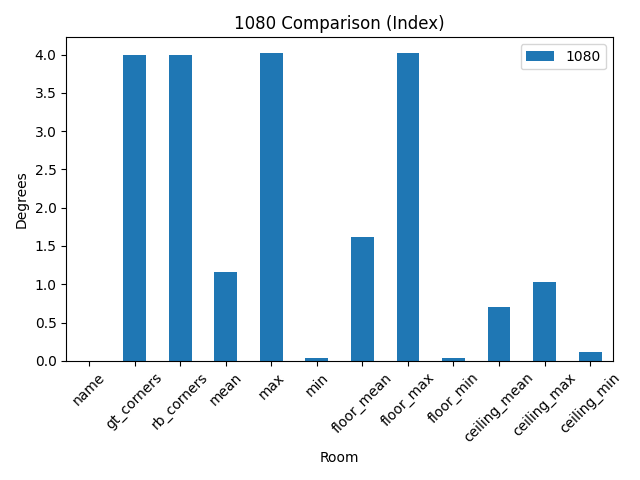 1080 Comparison (Index)
1080
Degrees
4.0
3.5
3.0
2.5
2.0
1.5
1.0
0.5
0.0
name
gt_corners
rb_corners
mean
max
min
floor_mean
floor_max
floor_min
ceiling_mean
ceiling_max
ceiling_min
Room